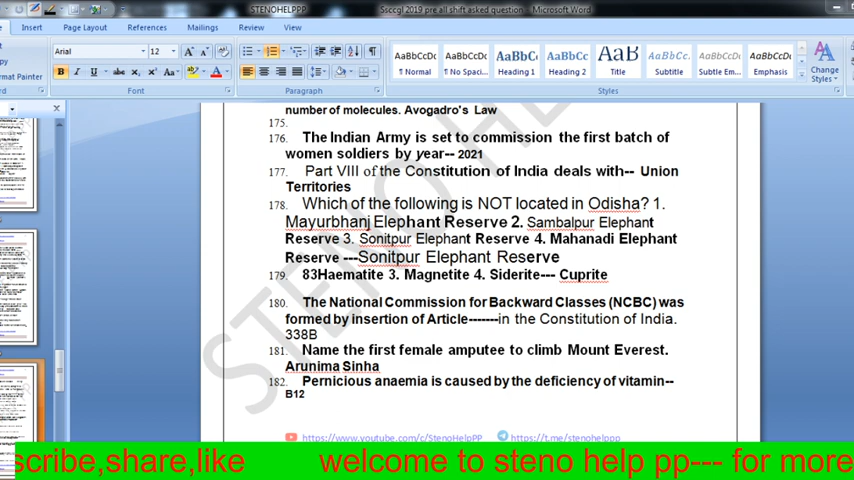 STENOHELPPP
Ssccgl 2019 pre all shift asked question - Microsoft Word
Insert Page Layout References Mailings Review View
Arial 12
Format Painter
Font Paragraph Styles
AaBbCcDc AaBbCcDc AaBbC AaBbCc AaB AaBbCcl AaBbCcDc AaBbCcDc
¶ Normal ¶ No Spaci... Heading 1 Heading 2 Title Subtitle Subtle Em... Emphasis
Change
Styles
number of molecules. Avogadro's Law
175.
176. The Indian Army is set to commission the first batch of
women soldiers by year-- 2021
177. Part VIII of the Constitution of India deals with-- Union
Territories
178. Which of the following is NOT located in Odisha? 1.
Mayurbhanj Elephant Reserve 2. Sambalpur Elephant
Reserve 3. Sonitpur Elephant Reserve 4. Mahanadi Elephant
Reserve ---Sonitpur Elephant Reserve
179. 83Haematite 3. Magnetite 4. Siderite--- Cuprite
180. The National Commission for Backward Classes (NCBC) was
formed by insertion of Article-------in the Constitution of India.
338B
181. Name the first female amputee to climb Mount Everest.
Arunima Sinha
182. Pernicious anaemia is caused by the deficiency of vitamin--
B12
https://www.youtube.com/c/StenoHelpPP https://t.me/stenohelppp
scribe,share,like welcome to steno help pp--- for more